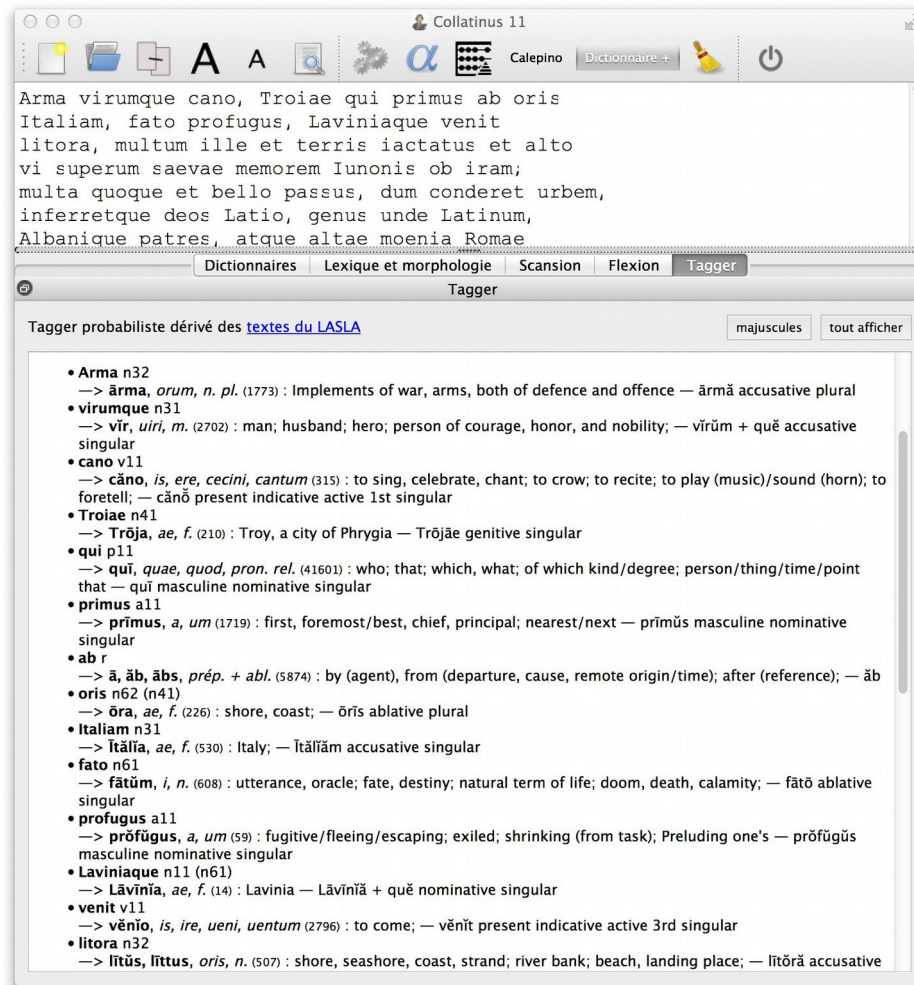 Collatinus 11
A A α Calepino Dictionnaire +
Arma virumque cano, Troiae qui primus ab oris
Italiam, fato profugus, Laviniaque venit
litora, multum ille et terris iactatus et alto
vi superum saevae memorem Iunonis ob iram;
multa quoque et bello passus, dum conderet urbem,
inferretque deos Latio, genus unde Latinum,
Albanique patres, atque altae moenia Romae
Dictionnaires Lexique et morphologie Scansion Flexion Tagger
Tagger
Tagger probabiliste dérivé des textes du LASLA majuscules tout afficher
• Arma n32
—> ārma, orum, n. pl. (1773) : Implements of war, arms, both of defence and offence — ārmă accusative plural
• virumque n31
—> vĭr, uiri, m. (2702) : man; husband; hero; person of courage, honor, and nobility; — vĭrŭm + quĕ accusative
singular
• cano v11
—> căno, is, ere, cecini, cantum (315) : to sing, celebrate, chant; to crow; to recite; to play (music)/sound (horn); to
foretell; — cănō̆ present indicative active 1st singular
• Troiae n41
—> Trōja, ae, f. (210) : Troy, a city of Phrygia — Trōjāe genitive singular
• qui p11
—> quī, quae, quod, pron. rel. (41601) : who; that; which, what; of which kind/degree; person/thing/time/point
that — quī masculine nominative singular
• primus a11
—> prīmus, a, um (1719) : first, foremost/best, chief, principal; nearest/next — prīmŭs masculine nominative
singular
• ab r
—> ā, ăb, ābs, prép. + abl. (5874) : by (agent), from (departure, cause, remote origin/time); after (reference); — ăb
• oris n62 (n41)
—> ōra, ae, f. (226) : shore, coast; — ōrīs ablative plural
• Italiam n31
—> Ī̆tălĭa, ae, f. (530) : Italy; — Ī̆tălĭăm accusative singular
• fato n61
—> fātŭm, i, n. (608) : utterance, oracle; fate, destiny; natural term of life; doom, death, calamity; — fātō ablative
singular
• profugus a11
—> prŏfŭgus, a, um (59) : fugitive/fleeing/escaping; exiled; shrinking (from task); Preluding one's — prŏfŭgŭs
masculine nominative singular
• Laviniaque n11 (n61)
—> Lāvīnĭa, ae, f. (14) : Lavinia — Lāvīnĭă + quĕ nominative singular
• venit v11
—> vĕnĭo, is, ire, ueni, uentum (2796) : to come; — vĕnĭt present indicative active 3rd singular
• litora n32
—> lītŭs, līttus, oris, n. (507) : shore, seashore, coast, strand; river bank; beach, landing place; — lītŏră accusative